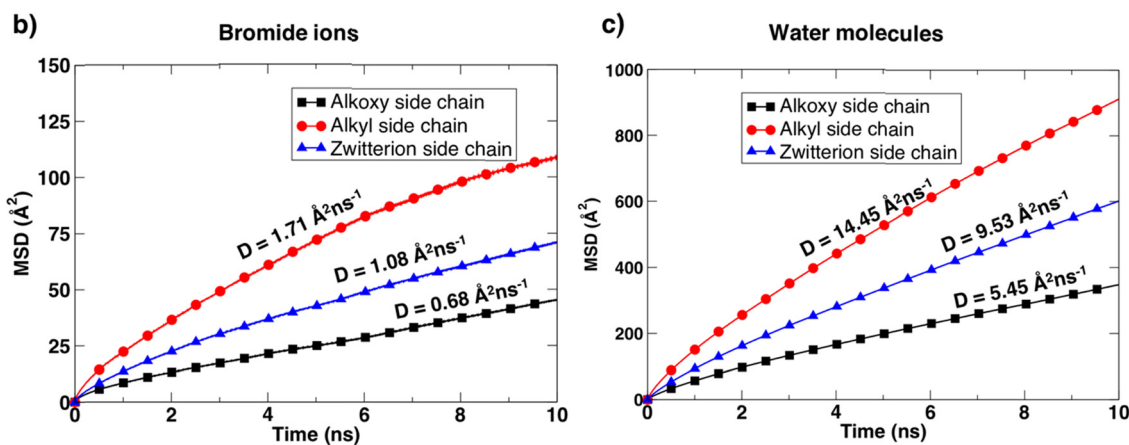 b)
Bromide ions
150
125
100
75
50
25
0
MSD (Å²)
Alkoxy side chain
Alkyl side chain
Zwitterion side chain
D = 1.71 Å²ns⁻¹
D = 1.08 Å²ns⁻¹
D = 0.68 Å²ns⁻¹
0 2 4 6 8 10
Time (ns)
c)
Water molecules
1000
800
600
400
200
0
MSD (Å²)
Alkoxy side chain
Alkyl side chain
Zwitterion side chain
D = 14.45 Å²ns⁻¹
D = 9.53 Å²ns⁻¹
D = 5.45 Å²ns⁻¹
0 2 4 6 8 10
Time (ns)